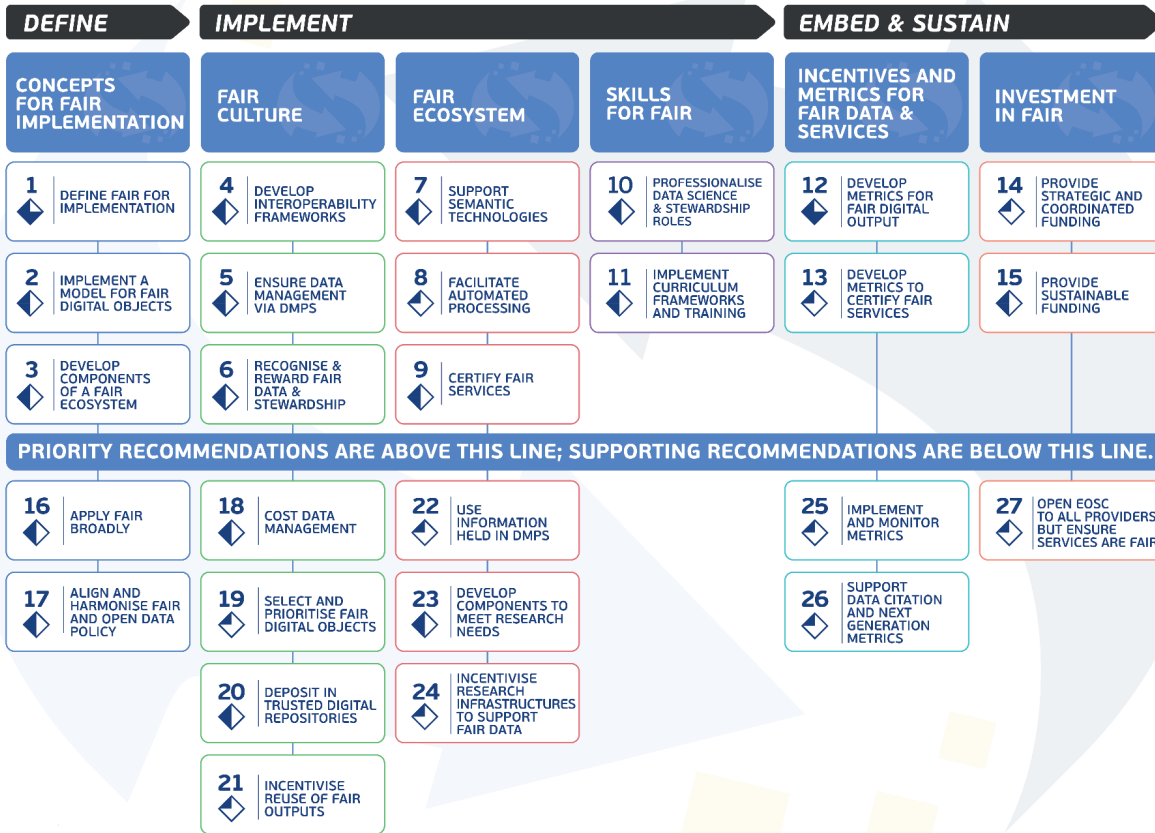 DEFINE
IMPLEMENT
EMBED & SUSTAIN
CONCEPTS
FOR FAIR
IMPLEMENTATION
FAIR
CULTURE
FAIR
ECOSYSTEM
SKILLS
FOR FAIR
INCENTIVES AND
METRICS FOR
FAIR DATA &
SERVICES
INVESTMENT
IN FAIR
1
DEFINE FAIR FOR
IMPLEMENTATION
4
DEVELOP
INTEROPERABILITY
FRAMEWORKS
7
SUPPORT
SEMANTIC
TECHNOLOGIES
10
PROFESSIONALISE
DATA SCIENCE
& STEWARDSHIP
ROLES
12
DEVELOP
METRICS FOR
FAIR DIGITAL
OUTPUT
14
PROVIDE
STRATEGIC AND
COORDINATED
FUNDING
2
IMPLEMENT A
MODEL FOR FAIR
DIGITAL OBJECTS
5
ENSURE DATA
MANAGEMENT
VIA DMPS
8
FACILITATE
AUTOMATED
PROCESSING
11
IMPLEMENT
CURRICULUM
FRAMEWORKS
AND TRAINING
13
DEVELOP
METRICS TO
CERTIFY FAIR
SERVICES
15
PROVIDE
SUSTAINABLE
FUNDING
3
DEVELOP
COMPONENTS
OF A FAIR
ECOSYSTEM
6
RECOGNISE &
REWARD FAIR
DATA &
STEWARDSHIP
9
CERTIFY FAIR
SERVICES
PRIORITY RECOMMENDATIONS ARE ABOVE THIS LINE; SUPPORTING RECOMMENDATIONS ARE BELOW THIS LINE.
16
APPLY FAIR
BROADLY
18
COST DATA
MANAGEMENT
22
USE
INFORMATION
HELD IN DMPS
25
IMPLEMENT
AND MONITOR
METRICS
27
OPEN EOSC
TO ALL PROVIDERS
BUT ENSURE
SERVICES ARE FAIR
17
ALIGN AND
HARMONISE FAIR
AND OPEN DATA
POLICY
19
SELECT AND
PRIORITISE FAIR
DIGITAL OBJECTS
23
DEVELOP
COMPONENTS TO
MEET RESEARCH
NEEDS
26
SUPPORT
DATA CITATION
AND NEXT
GENERATION
METRICS
20
DEPOSIT IN
TRUSTED DIGITAL
REPOSITORIES
24
INCENTIVISE
RESEARCH
INFRASTRUCTURES
TO SUPPORT
FAIR DATA
21
INCENTIVISE
REUSE OF FAIR
OUTPUTS